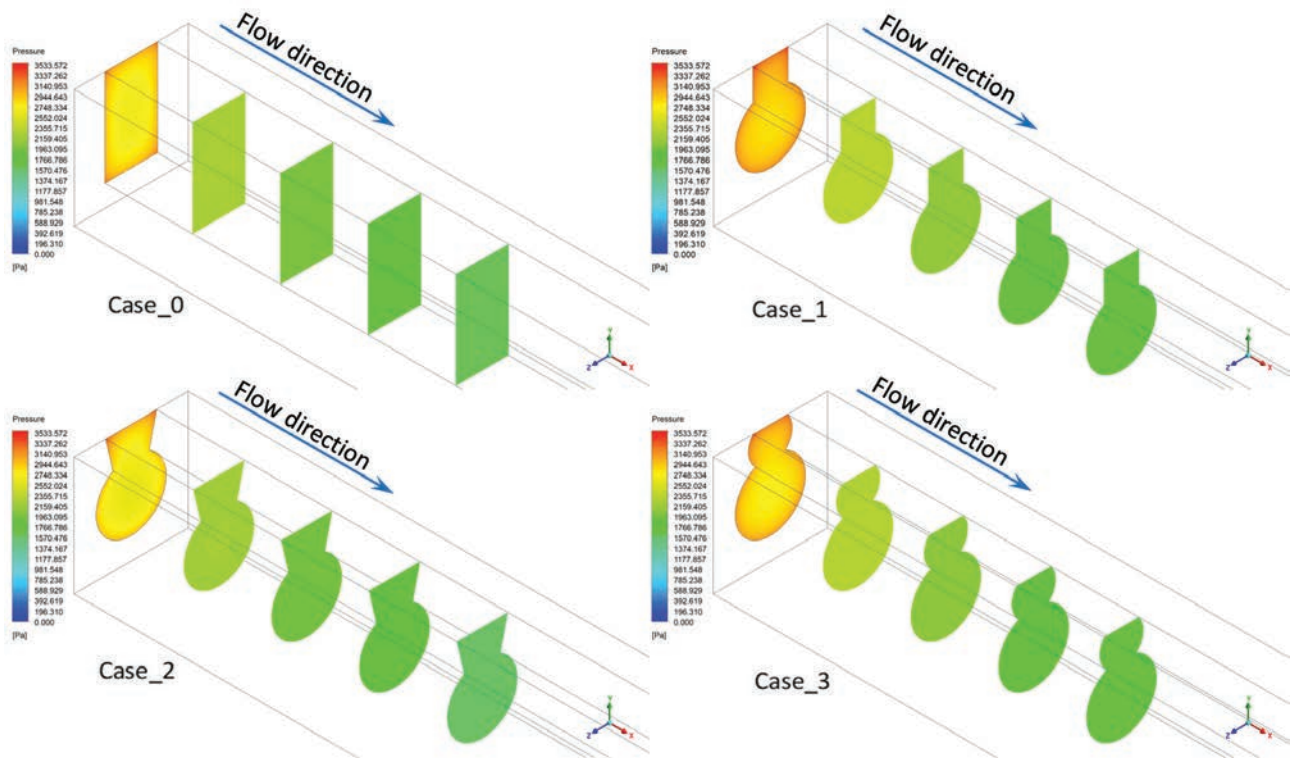 Flow direction
Pressure
3533.572
3337.262
3140.953
2944.643
2748.334
2552.024
2355.715
2159.405
1963.095
1766.786
1570.476
1374.167
1177.857
981.548
785.238
588.929
392.619
196.310
0.000
[Pa]
Case_0
Y
Z
X
Flow direction
Pressure
3533.572
3337.262
3140.953
2944.643
2748.334
2552.024
2355.715
2159.405
1963.095
1766.786
1570.476
1374.167
1177.857
981.548
785.238
588.929
392.619
196.310
0.000
[Pa]
Case_1
Y
Z
X
Flow direction
Pressure
3533.572
3337.262
3140.953
2944.643
2748.334
2552.024
2355.715
2159.405
1963.095
1766.786
1570.476
1374.167
1177.857
981.548
785.238
588.929
392.619
196.310
0.000
[Pa]
Case_2
Y
Z
X
Flow direction
Pressure
3533.572
3337.262
3140.953
2944.643
2748.334
2552.024
2355.715
2159.405
1963.095
1766.786
1570.476
1374.167
1177.857
981.548
785.238
588.929
392.619
196.310
0.000
[Pa]
Case_3
Y
Z
X